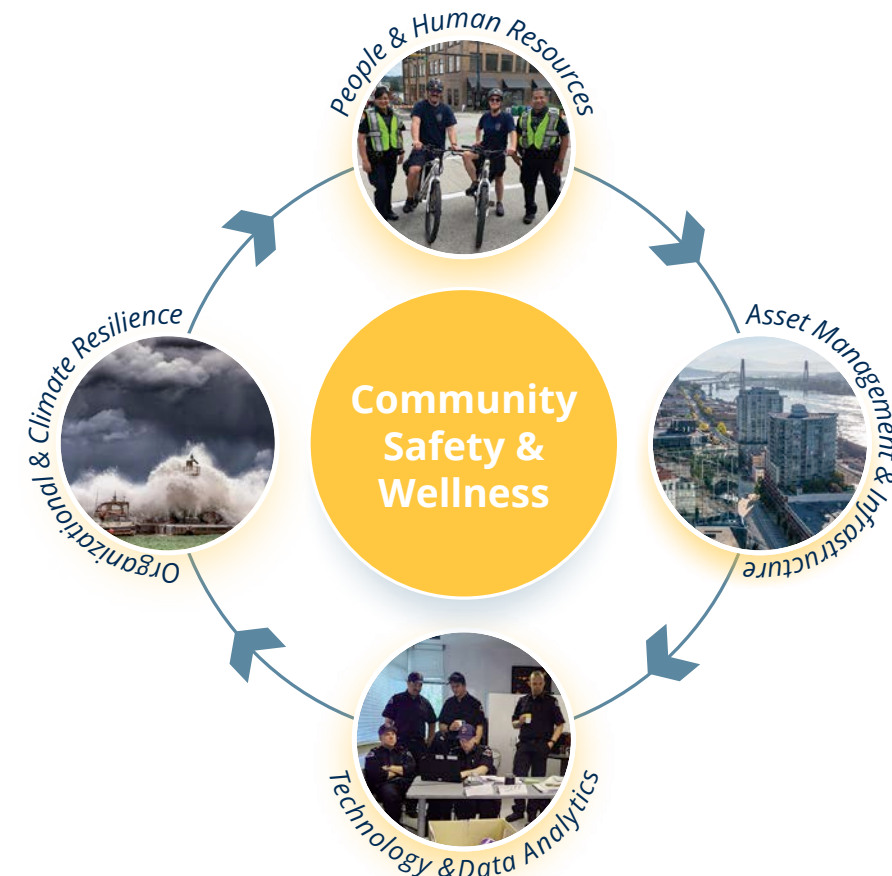 People & Human Resources
Asset Management & Infrastructure
Community
Safety &
Wellness
Organizational & Climate Resilience
Technology &Data Analytics